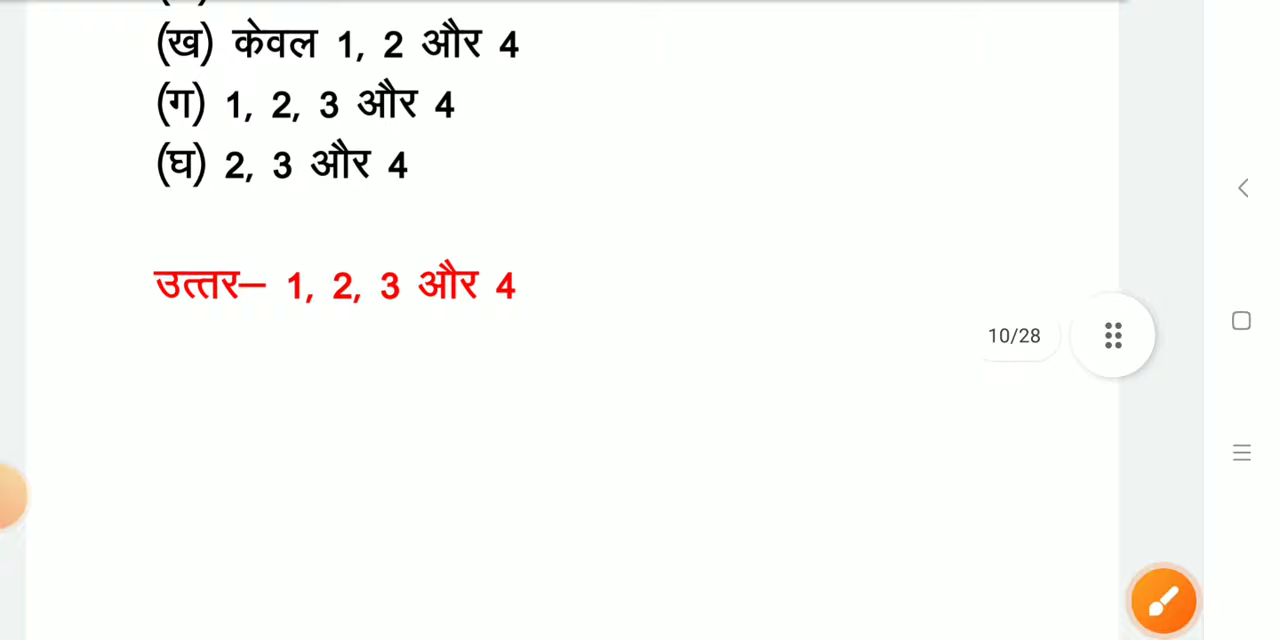 (ख) केवल 1, 2 और 4
(ग) 1, 2, 3 और 4
(घ) 2, 3 और 4
उत्तर– 1, 2, 3 और 4
10/28